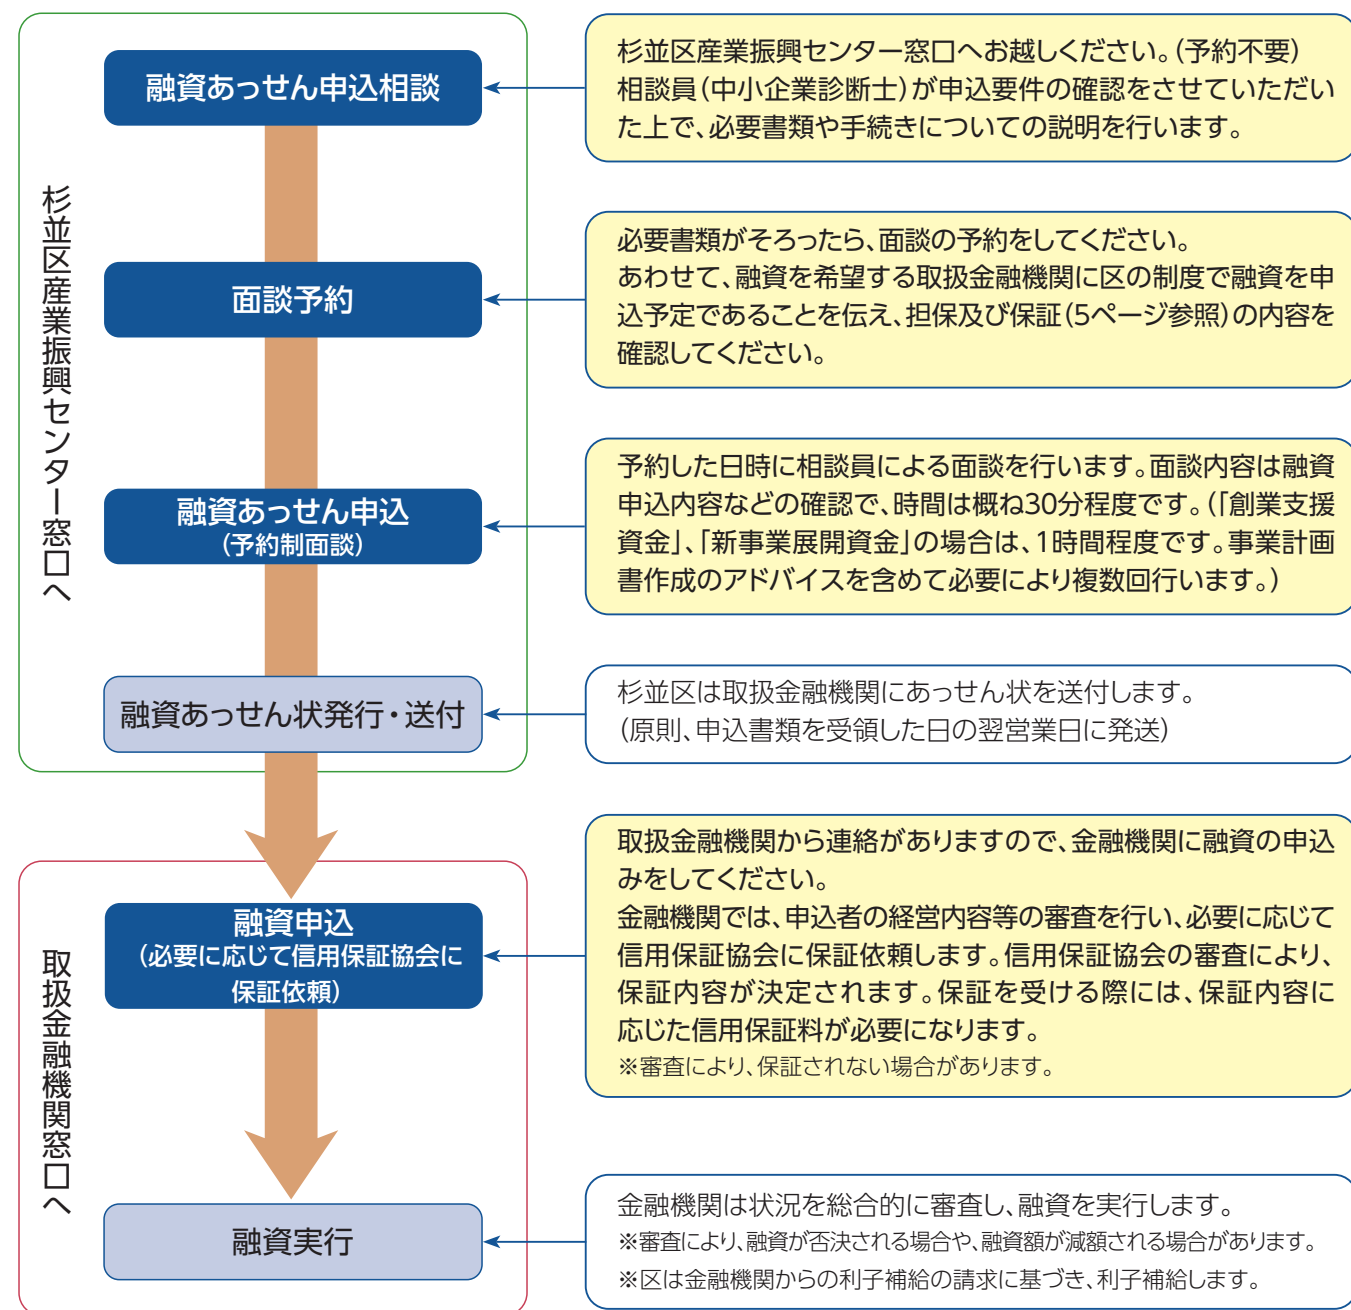 杉並区産業振興センター窓口へ
融資あっせん申込相談
杉並区産業振興センター窓口へお越しください。(予約不要)
相談員(中小企業診断士)が申込要件の確認をさせていただい
た上で、必要書類や手続きについての説明を行います。
面談予約
必要書類がそろったら、面談の予約をしてください。
あわせて、融資を希望する取扱金融機関に区の制度で融資を申
込予定であることを伝え、担保及び保証(5ページ参照)の内容を
確認してください。
融資あっせん申込
(予約制面談)
予約した日時に相談員による面談を行います。面談内容は融資
申込内容などの確認で、時間は概ね30分程度です。(「創業支援
資金」、「新事業展開資金」の場合は、1時間程度です。事業計画
書作成のアドバイスを含めて必要により複数回行います。)
融資あっせん状発行・送付
杉並区は取扱金融機関にあっせん状を送付します。
(原則、申込書類を受領した日の翌営業日に発送)
取扱金融機関窓口へ
融資申込
(必要に応じて信用保証協会に
保証依頼)
取扱金融機関から連絡がありますので、金融機関に融資の申込
みをしてください。
金融機関では、申込者の経営内容等の審査を行い、必要に応じて
信用保証協会に保証依頼します。信用保証協会の審査により、
保証内容が決定されます。保証を受ける際には、保証内容に
応じた信用保証料が必要になります。
※審査により、保証されない場合があります。
融資実行
金融機関は状況を総合的に審査し、融資を実行します。
※審査により、融資が否決される場合や、融資額が減額される場合があります。
※区は金融機関からの利子補給の請求に基づき、利子補給します。